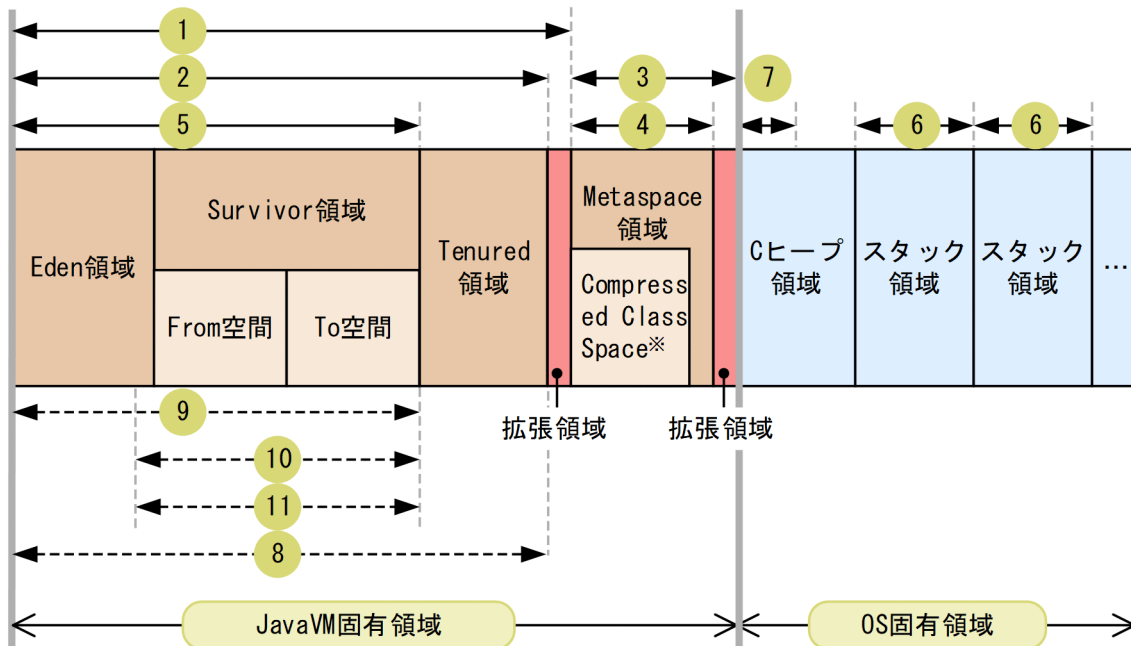 1
2
3
7
5
4
6
6
Survivor領域
Metaspace
領域
Eden領域
Tenured
領域
Cヒープ
領域
スタック
領域
スタック
領域
…
From空間
To空間
Compress
ed Class
Space※
9
拡張領域
拡張領域
10
11
8
JavaVM固有領域
OS固有領域